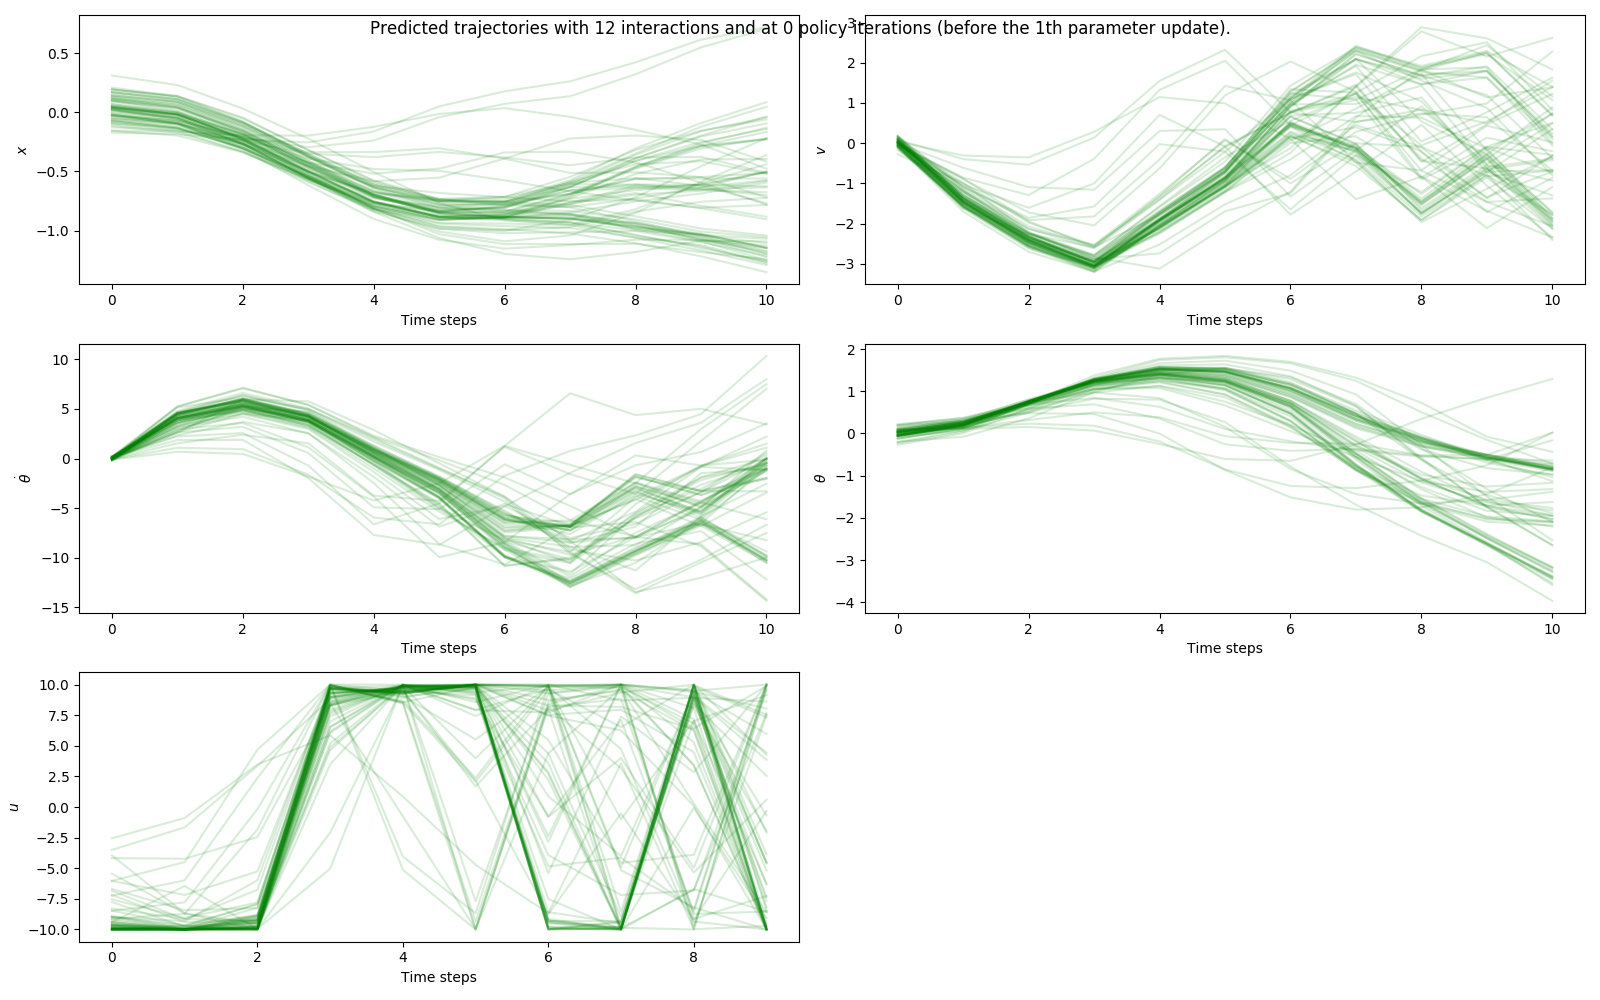 Predicted trajectories with 12 interactions and at 0 policy iterations (before the 1th parameter update).
0.5
0.0
−0.5
−1.0
x
0 2 4 6 8 10
Time steps
3
2
1
0
−1
−2
−3
v
0 2 4 6 8 10
Time steps
10
5
0
−5
−10
−15
θ̇
0 2 4 6 8 10
Time steps
2
1
0
−1
−2
−3
−4
θ
0 2 4 6 8 10
Time steps
10.0
7.5
5.0
2.5
0.0
−2.5
−5.0
−7.5
−10.0
u
0 2 4 6 8
Time steps